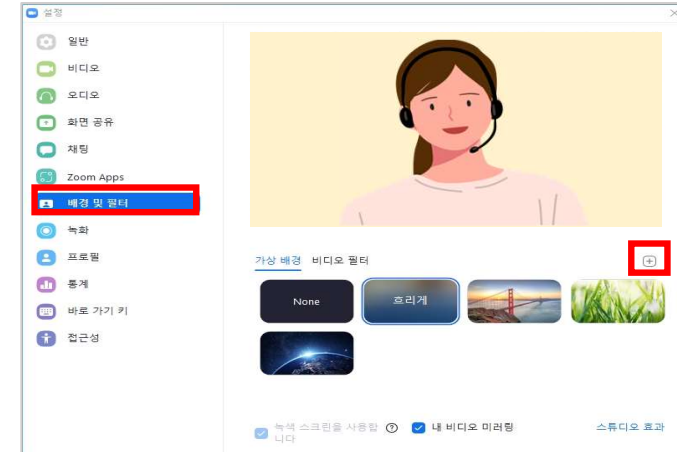 설정
일반
비디오
오디오
화면 공유
채팅
Zoom Apps
배경 및 필터
녹화
프로필
통계
바로 가기 키
접근성
가상 배경 비디오 필터
None
흐리게
녹색 스크린을 사용합
니다
내 비디오 미러링
스튜디오 효과